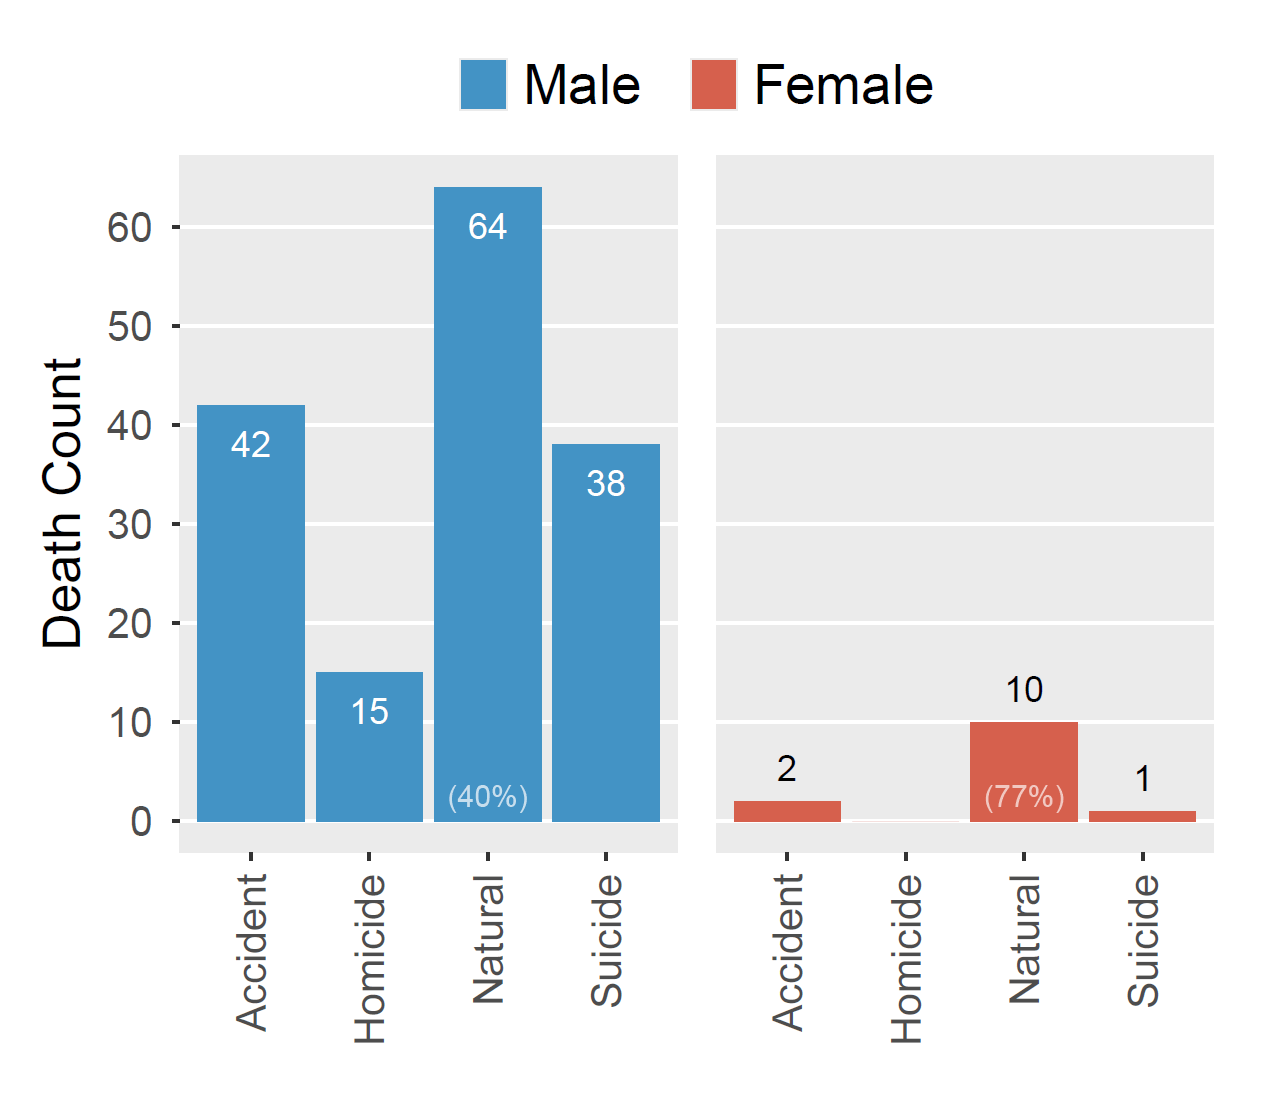 Male Female
Death Count
60
50
40
30
20
10
0
42
15
64
(40%)
38
2
10
(77%)
1
Accident
Homicide
Natural
Suicide
Accident
Homicide
Natural
Suicide